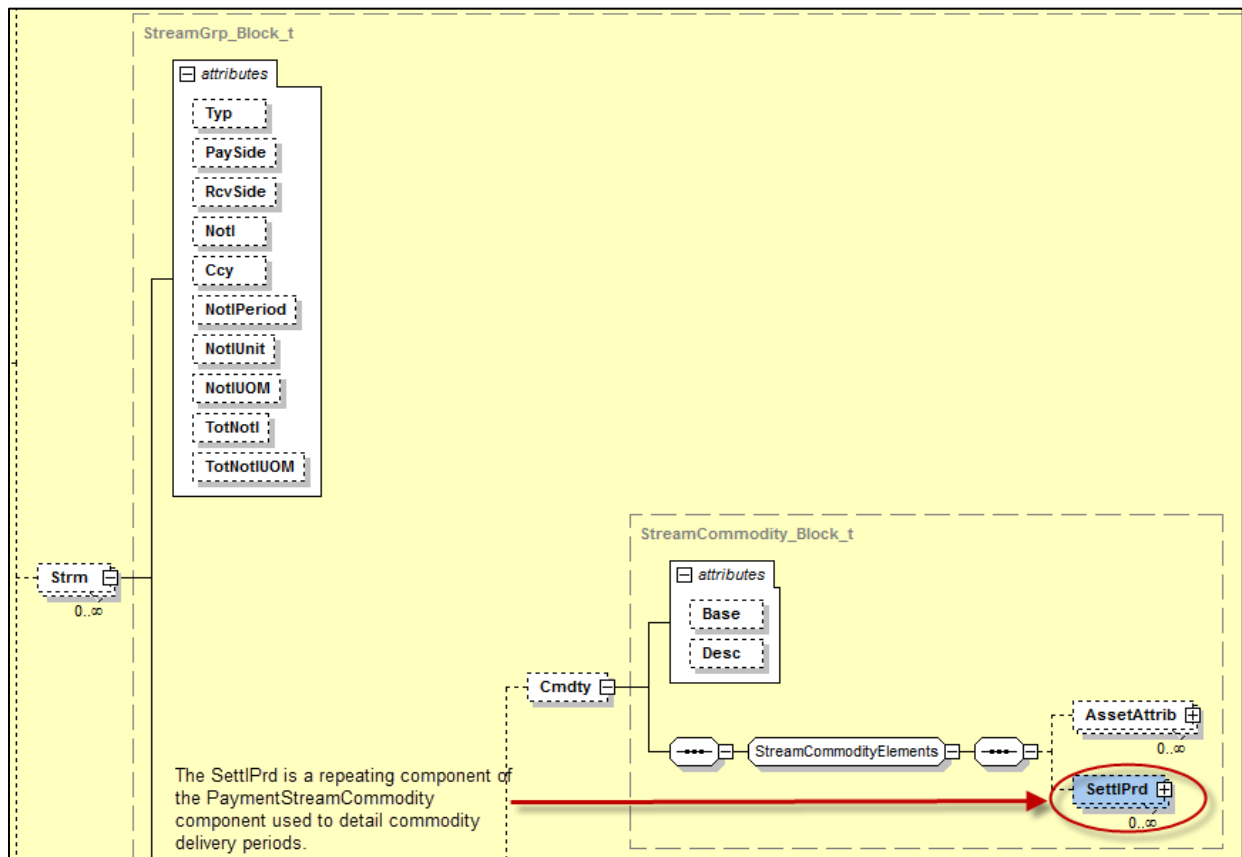 StreamGrp_Block_t
attributes
Typ
PaySide
RcvSide
Notl
Ccy
NotlPeriod
NotlUnit
NotlUOM
TotNotl
TotNotlUOM
Strm
0..∞
StreamCommodity_Block_t
attributes
Base
Desc
Cmdty
AssetAttrib
0..∞
StreamCommodityElements
SettlPrd
0..∞
The SettlPrd is a repeating component of
the PaymentStreamCommodity
component used to detail commodity
delivery periods.